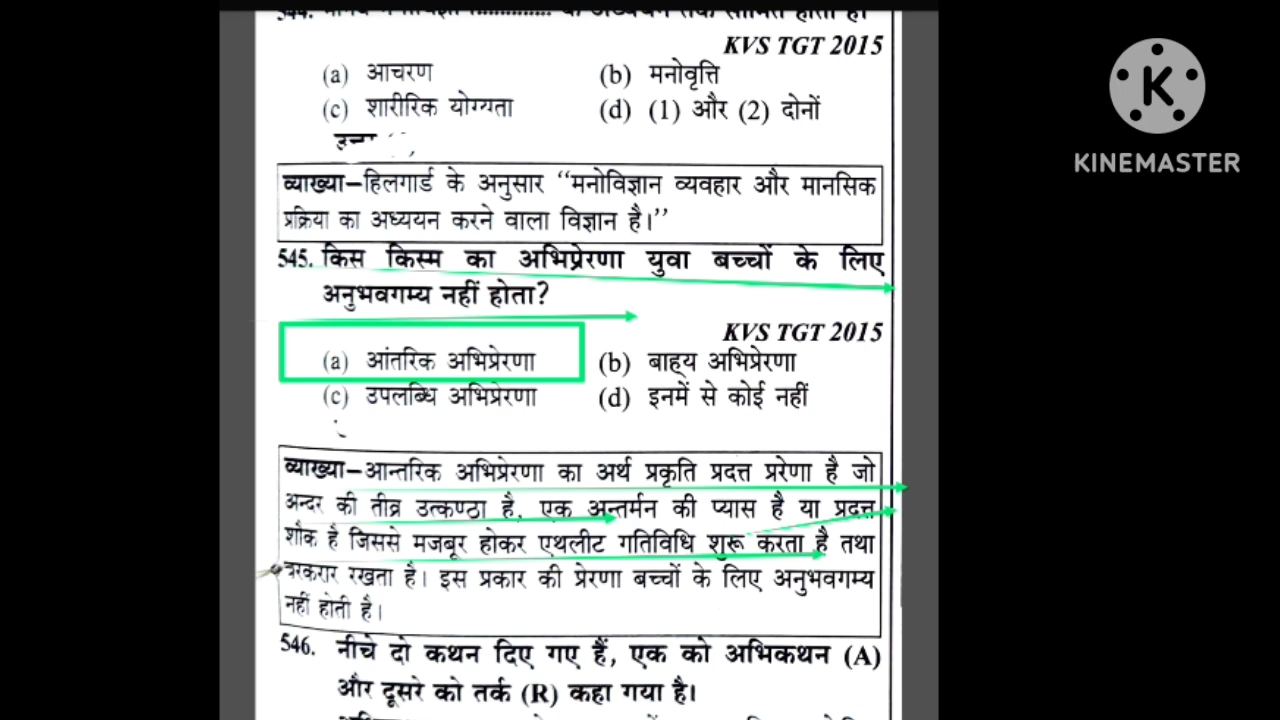 KVS TGT 2015
(a) आचरण (b) मनोवृत्ति
(c) शारीरिक योग्यता (d) (1) और (2) दोनों
व्याख्या–हिलगार्ड के अनुसार “मनोविज्ञान व्यवहार और मानसिक
प्रक्रिया का अध्ययन करने वाला विज्ञान है।”
545. किस किस्म का अभिप्रेरणा युवा बच्चों के लिए
अनुभवगम्य नहीं होता?
KVS TGT 2015
(a) आंतरिक अभिप्रेरणा (b) बाह्य अभिप्रेरणा
(c) उपलब्धि अभिप्रेरणा (d) इनमें से कोई नहीं
व्याख्या–आन्तरिक अभिप्रेरणा का अर्थ प्रकृति प्रदत्त प्ररेणा है जो
अन्दर की तीव्र उत्कण्ठा है, एक अन्तर्मन की प्यास है या प्रदत्त
शौक है जिससे मजबूर होकर एथलीट गतिविधि शुरू करता है तथा
बरकरार रखता है। इस प्रकार की प्रेरणा बच्चों के लिए अनुभवगम्य
नहीं होती है।
546. नीचे दो कथन दिए गए हैं, एक को अभिकथन (A)
और दूसरे को तर्क (R) कहा गया है।
K
KINEMASTER